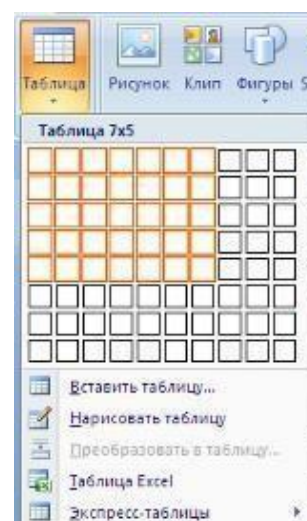 Таблица Рисунок Клип Фигуры S
Таблица 7x5
Вставить таблицу...
Нарисовать таблицу
Преобразовать в таблицу...
Таблица Excel
Экспресс-таблицы